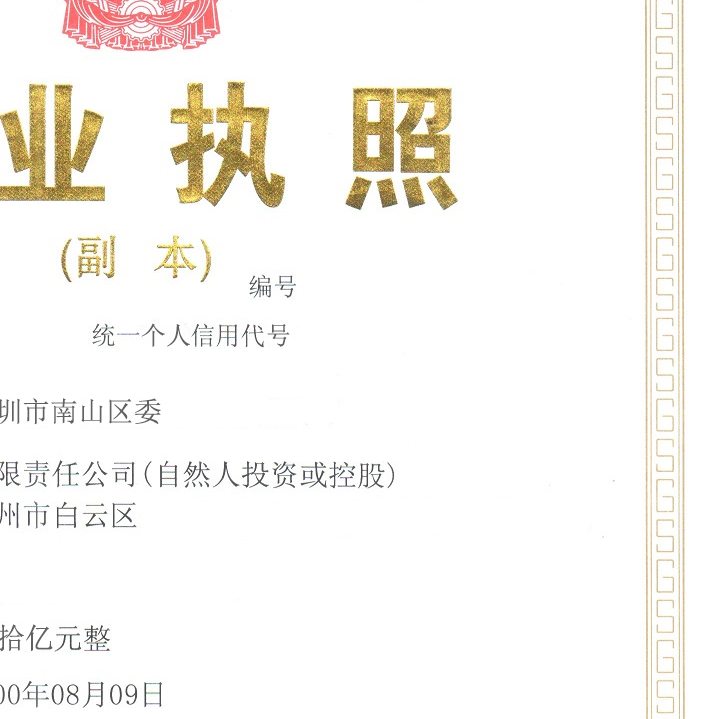 业执照
(副 本)
编号
统一个人信用代号
圳市南山区委
限责任公司(自然人投资或控股)
州市白云区
拾亿元整
00年08月09日